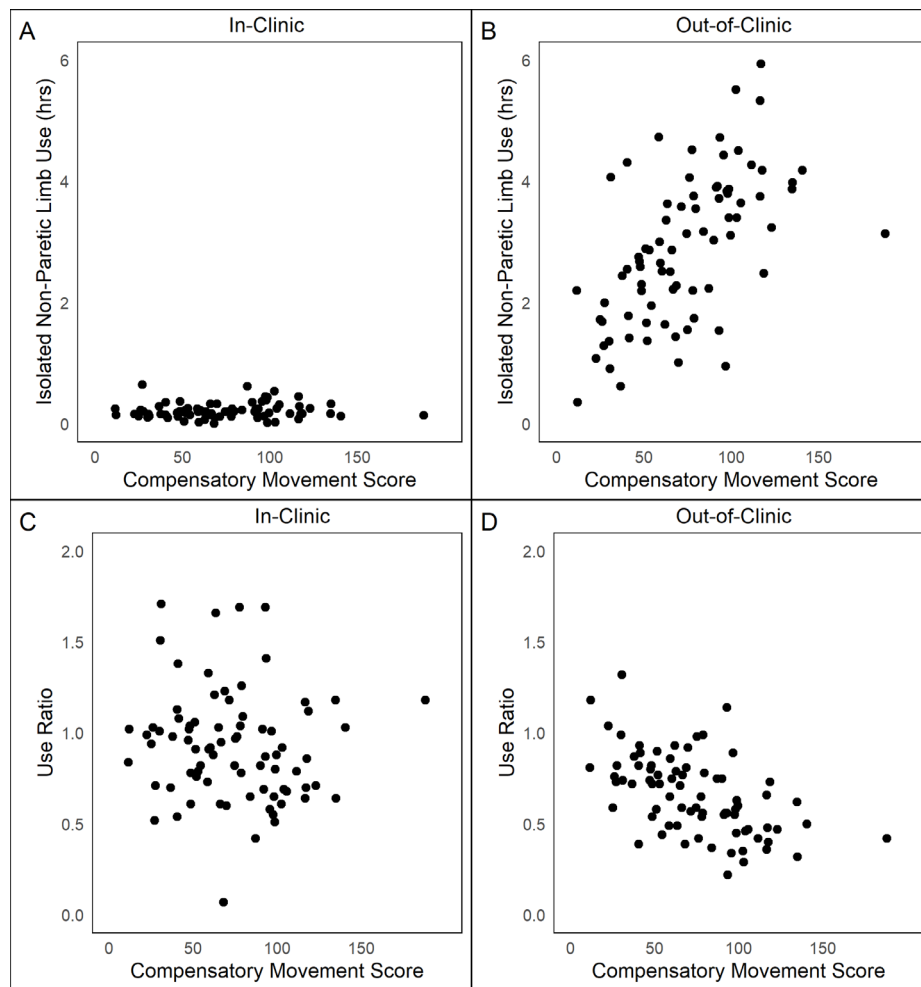 A
In-Clinic
Isolated Non-Paretic Limb Use (hrs)
6
4
2
0
0 50 100 150
Compensatory Movement Score
B
Out-of-Clinic
Isolated Non-Paretic Limb Use (hrs)
6
4
2
0
0 50 100 150
Compensatory Movement Score
C
In-Clinic
Use Ratio
2.0
1.5
1.0
0.5
0.0
0 50 100 150
Compensatory Movement Score
D
Out-of-Clinic
Use Ratio
2.0
1.5
1.0
0.5
0.0
0 50 100 150
Compensatory Movement Score